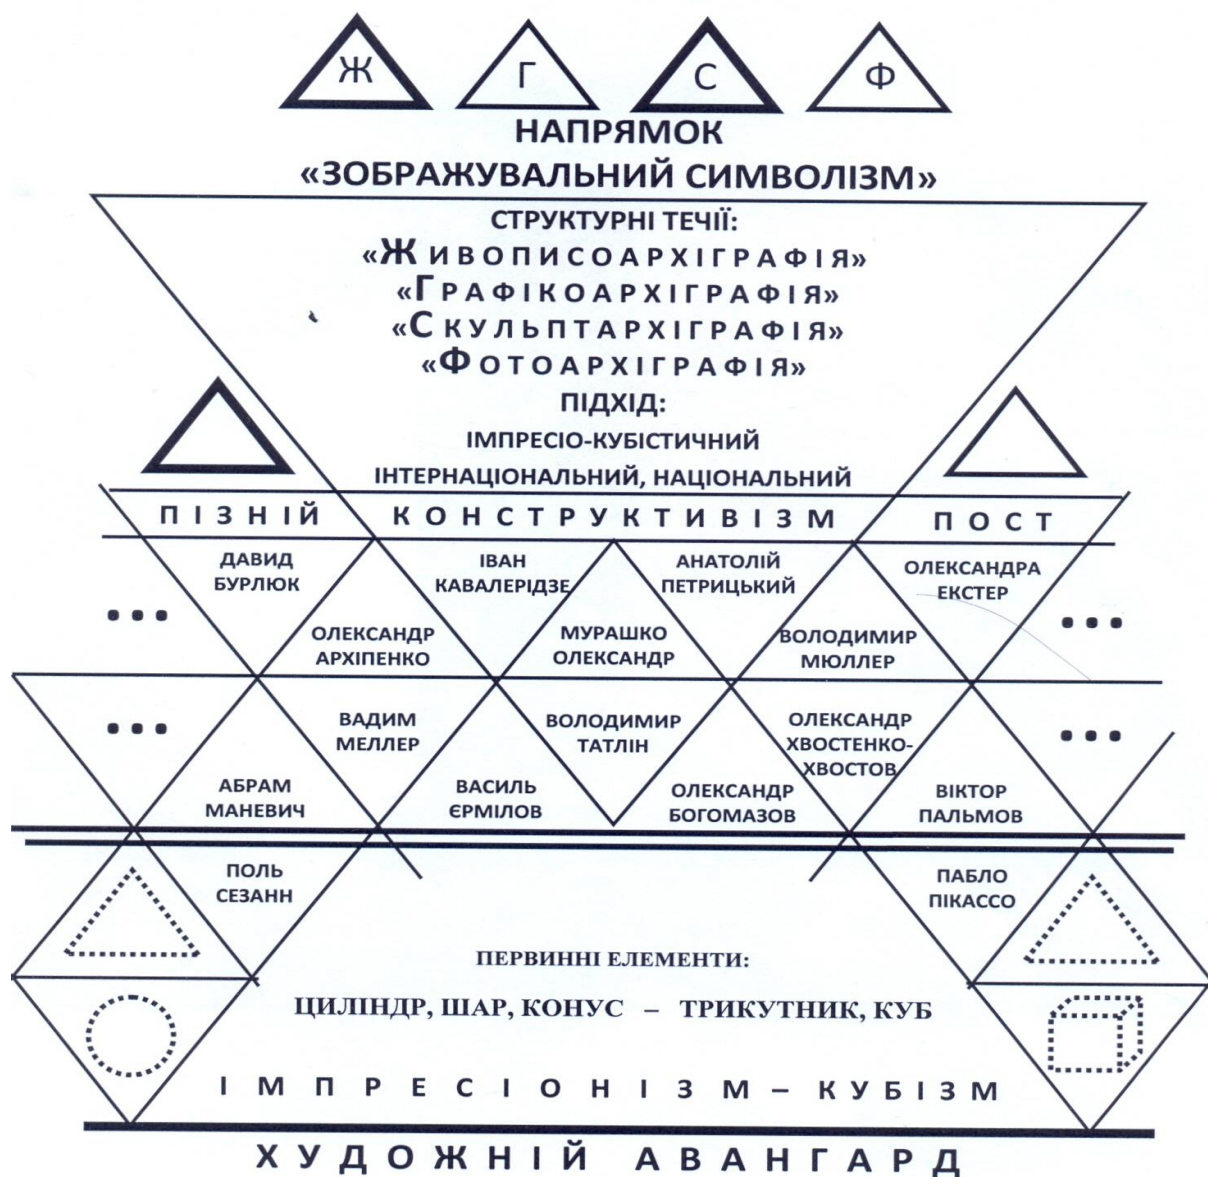 Ж Г С Ф
НАПРЯМОК
«ЗОБРАЖУВАЛЬНИЙ СИМВОЛІЗМ»
СТРУКТУРНІ ТЕЧІЇ:
«ЖИВОПИСОАРХІГРАФІЯ»
«ГРАФІКОАРХІГРАФІЯ»
«СКУЛЬПТАРХІГРАФІЯ»
«ФОТОАРХІГРАФІЯ»
ПІДХІД:
ІМПРЕСІО-КУБІСТИЧНИЙ
ІНТЕРНАЦІОНАЛЬНИЙ, НАЦІОНАЛЬНИЙ
ПІЗНІЙ КОНСТРУКТИВІЗМ ПОСТ
ДАВИД
БУРЛЮК
ІВАН
КАВАЛЕРІДЗЕ
АНАТОЛІЙ
ПЕТРИЦЬКИЙ
ОЛЕКСАНДРА
ЕКСТЕР
...
ОЛЕКСАНДР
АРХІПЕНКО
МУРАШКО
ОЛЕКСАНДР
ВОЛОДИМИР
МЮЛЛЕР
...
...
ВАДИМ
МЕЛЛЕР
ВОЛОДИМИР
ТАТЛІН
ОЛЕКСАНДР
ХВОСТЕНКО-
ХВОСТОВ
...
АБРАМ
МАНЕВИЧ
ВАСИЛЬ
ЄРМІЛОВ
ОЛЕКСАНДР
БОГОМАЗОВ
ВІКТОР
ПАЛЬМОВ
ПОЛЬ
СЕЗАНН
ПАБЛО
ПІКАССО
ПЕРВИННІ ЕЛЕМЕНТИ:
ЦИЛІНДР, ШАР, КОНУС – ТРИКУТНИК, КУБ
ІМПРЕСІОНІЗМ – КУБІЗМ
ХУДОЖНІЙ АВАНГАРД